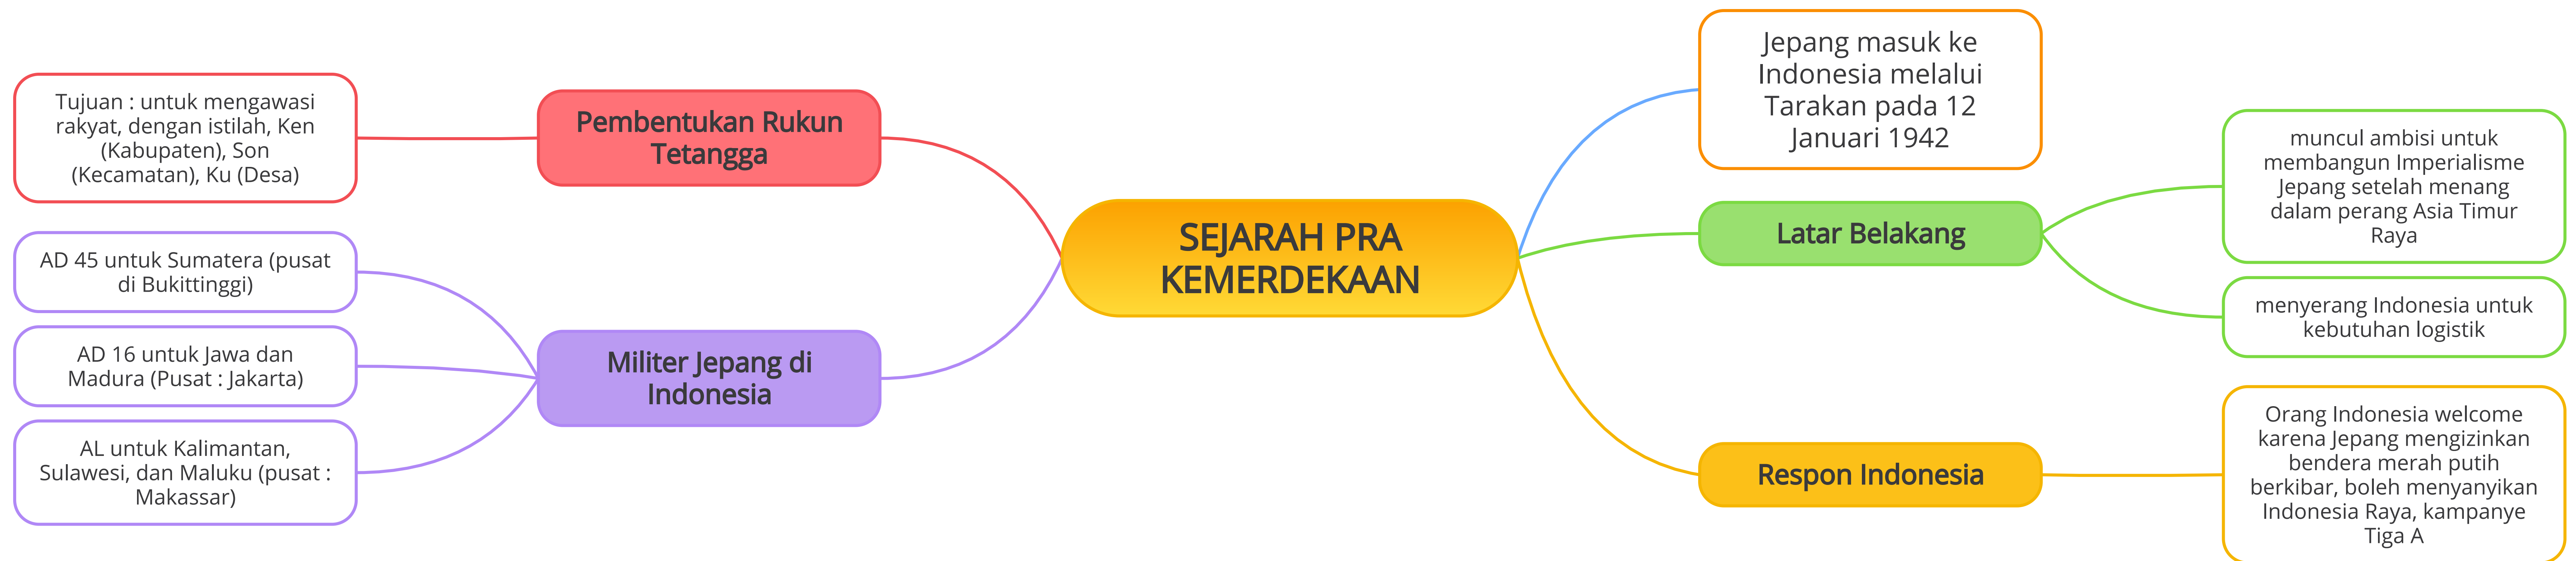 SEJARAH PRA
KEMERDEKAAN
Jepang masuk ke
Indonesia melalui
Tarakan pada 12
Januari 1942
Latar Belakang
muncul ambisi untuk
membangun Imperialisme
Jepang setelah menang
dalam perang Asia Timur
Raya
menyerang Indonesia untuk
kebutuhan logistik
Respon Indonesia
Orang Indonesia welcome
karena Jepang mengizinkan
bendera merah putih
berkibar, boleh menyanyikan
Indonesia Raya, kampanye
Tiga A
Pembentukan Rukun
Tetangga
Tujuan : untuk mengawasi
rakyat, dengan istilah, Ken
(Kabupaten), Son
(Kecamatan), Ku (Desa)
Militer Jepang di
Indonesia
AD 45 untuk Sumatera (pusat
di Bukittinggi)
AD 16 untuk Jawa dan
Madura (Pusat : Jakarta)
AL untuk Kalimantan,
Sulawesi, dan Maluku (pusat :
Makassar)